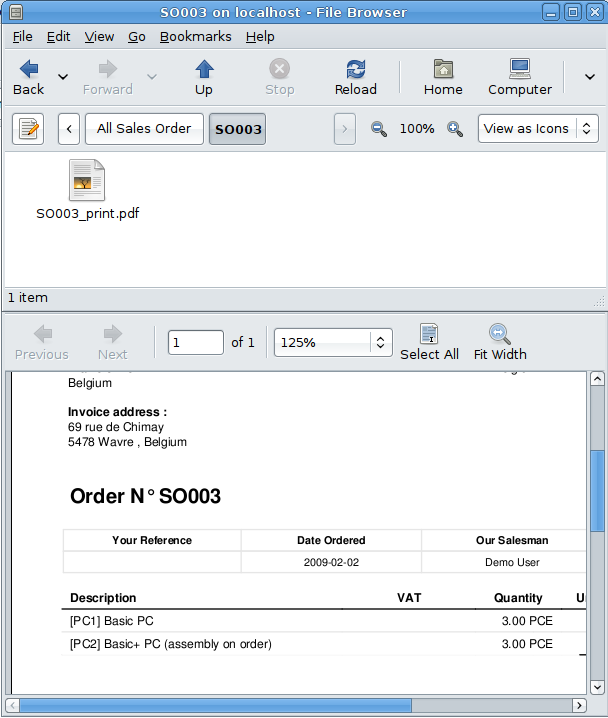 SO003 on localhost - File Browser
File Edit View Go Bookmarks Help
Back Forward Up Stop Reload Home Computer
All Sales Order SO003 100% View as Icons
SO003_print.pdf
1 item
Previous Next 1 of 1 125% Select All Fit Width
Belgium
Invoice address :
69 rue de Chimay
5478 Wavre , Belgium
Order N° SO003
Your Reference Date Ordered Our Salesman
2009-02-02 Demo User
Description VAT Quantity
[PC1] Basic PC 3.00 PCE
[PC2] Basic+ PC (assembly on order) 3.00 PCE